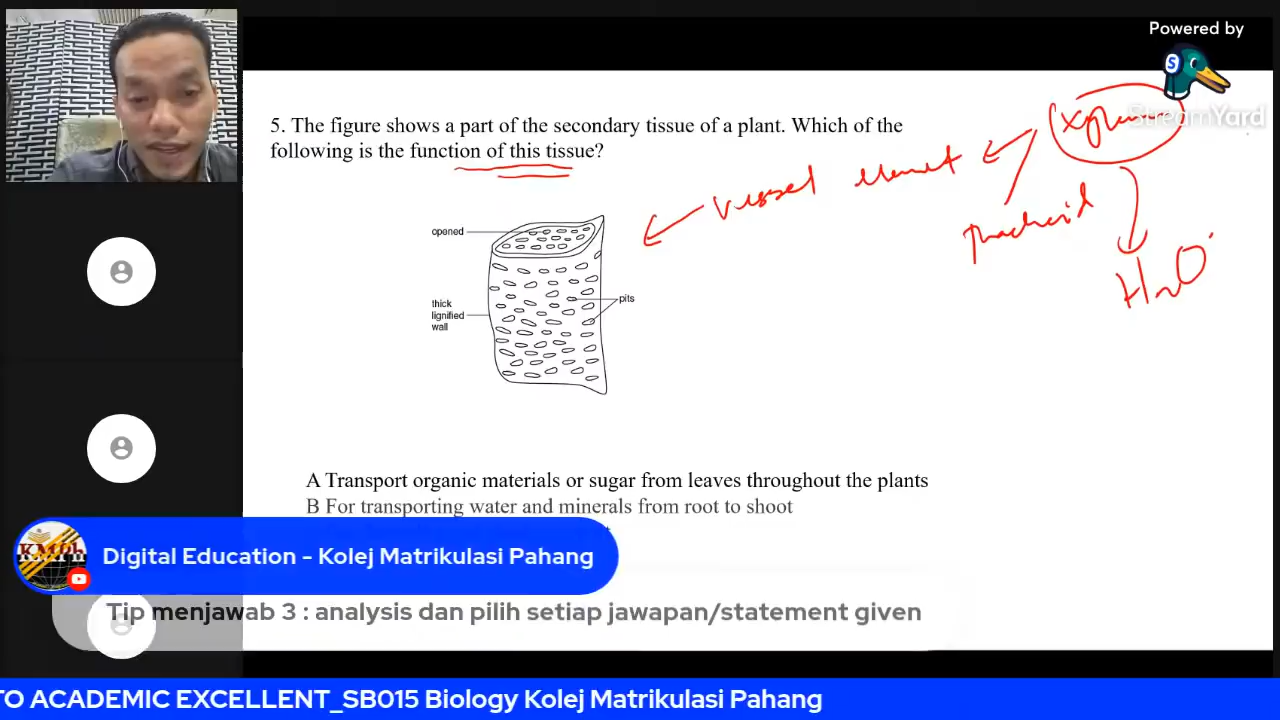 Powered by
StreamYard
5. The figure shows a part of the secondary tissue of a plant. Which of the
following is the function of this tissue?
xylem
vessel element
tracheid
H2O
opened
thick
lignified
wall
pits
A Transport organic materials or sugar from leaves throughout the plants
B For transporting water and minerals from root to shoot
KMPh
Digital Education - Kolej Matrikulasi Pahang
Tip menjawab 3 : analysis dan pilih setiap jawapan/statement given
TO ACADEMIC EXCELLENT_SB015 Biology Kolej Matrikulasi Pahang